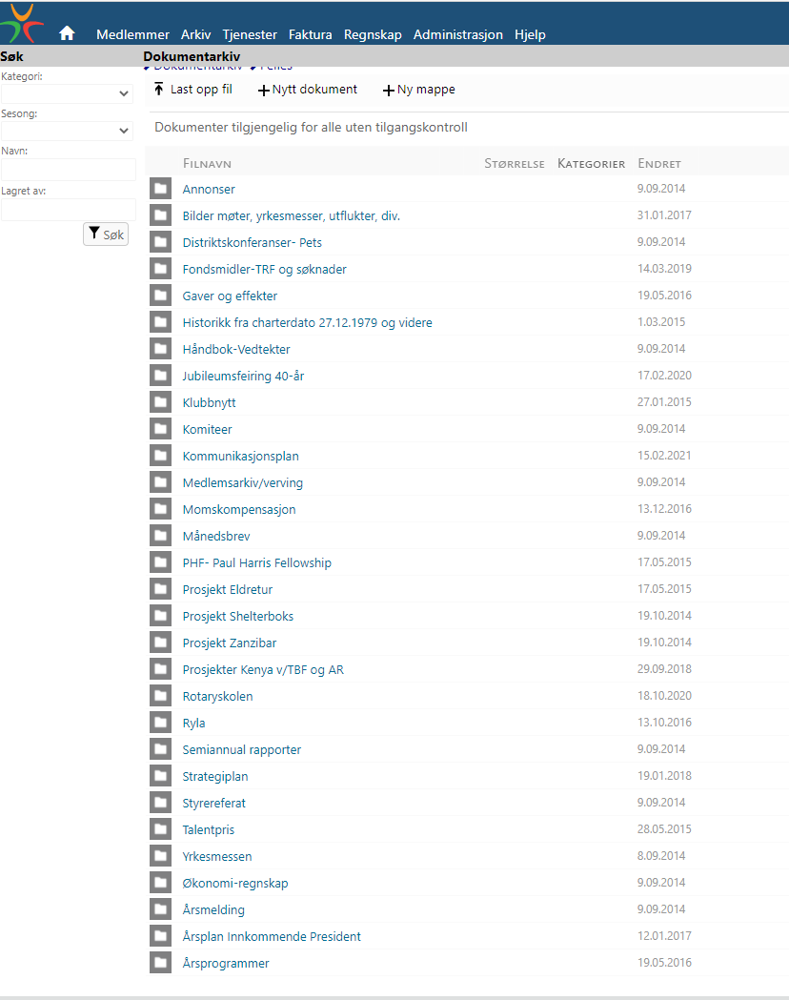 Medlemmer Arkiv Tjenester Faktura Regnskap Administrasjon Hjelp
Søk
Kategori:
Sesong:
Navn:
Lagret av:
Søk
Dokumentarkiv
Dokumentarkiv Felles
Last opp fil Nytt dokument Ny mappe
Dokumenter tilgjengelig for alle uten tilgangskontroll
Filnavn Størrelse Kategorier Endret
Annonser 9.09.2014
Bilder møter, yrkesmesser, utflukter, div. 31.01.2017
Distriktskonferanser- Pets 9.09.2014
Fondsmidler-TRF og søknader 14.03.2019
Gaver og effekter 19.05.2016
Historikk fra charterdato 27.12.1979 og videre 1.03.2015
Håndbok-Vedtekter 9.09.2014
Jubileumsfeiring 40-år 17.02.2020
Klubbnytt 27.01.2015
Komiteer 9.09.2014
Kommunikasjonsplan 15.02.2021
Medlemsarkiv/verving 9.09.2014
Momskompensasjon 13.12.2016
Månedsbrev 9.09.2014
PHF- Paul Harris Fellowship 17.05.2015
Prosjekt Eldretur 17.05.2015
Prosjekt Shelterboks 19.10.2014
Prosjekt Zanzibar 19.10.2014
Prosjekter Kenya v/TBF og AR 29.09.2018
Rotaryskolen 18.10.2020
Ryla 13.10.2016
Semiannual rapporter 9.09.2014
Strategiplan 19.01.2018
Styrereferat 9.09.2014
Talentpris 28.05.2015
Yrkesmessen 8.09.2014
Økonomi-regnskap 9.09.2014
Årsmelding 9.09.2014
Årsplan Innkommende President 12.01.2017
Årsprogrammer 19.05.2016